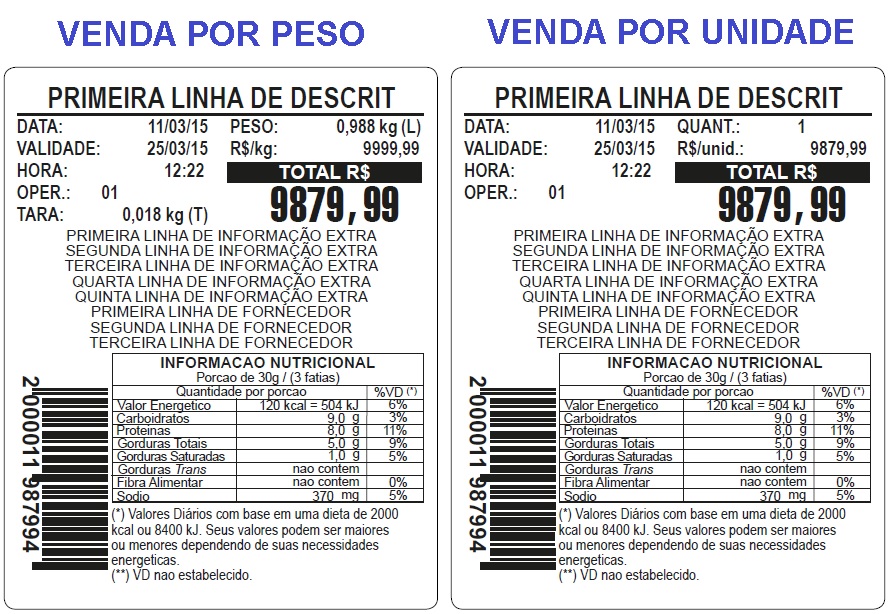 VENDA POR PESO
PRIMEIRA LINHA DE DESCRIT
DATA: 11/03/15 PESO: 0,988 kg (L)
VALIDADE: 25/03/15 R$/kg: 9999,99
HORA: 12:22 TOTAL R$
OPER.: 01 9879,99
TARA: 0,018 kg (T)
PRIMEIRA LINHA DE INFORMAÇÃO EXTRA
SEGUNDA LINHA DE INFORMAÇÃO EXTRA
TERCEIRA LINHA DE INFORMAÇÃO EXTRA
QUARTA LINHA DE INFORMAÇÃO EXTRA
QUINTA LINHA DE INFORMAÇÃO EXTRA
PRIMEIRA LINHA DE FORNECEDOR
SEGUNDA LINHA DE FORNECEDOR
TERCEIRA LINHA DE FORNECEDOR
2 000011 987994
INFORMACAO NUTRICIONAL
Porcao de 30g / (3 fatias)
Quantidade por porcao %VD (*)
Valor Energetico 120 kcal = 504 kJ 6%
Carboidratos 9,0 g 3%
Proteinas 8,0 g 11%
Gorduras Totais 5,0 g 9%
Gorduras Saturadas 1,0 g 5%
Gorduras Trans nao contem
Fibra Alimentar nao contem 0%
Sodio 370 mg 5%
(*) Valores Diários com base em uma dieta de 2000
kcal ou 8400 kJ. Seus valores podem ser maiores
ou menores dependendo de suas necessidades
energeticas.
(**) VD nao estabelecido.
VENDA POR UNIDADE
PRIMEIRA LINHA DE DESCRIT
DATA: 11/03/15 QUANT.: 1
VALIDADE: 25/03/15 R$/unid.: 9879,99
HORA: 12:22 TOTAL R$
OPER.: 01 9879,99
PRIMEIRA LINHA DE INFORMAÇÃO EXTRA
SEGUNDA LINHA DE INFORMAÇÃO EXTRA
TERCEIRA LINHA DE INFORMAÇÃO EXTRA
QUARTA LINHA DE INFORMAÇÃO EXTRA
QUINTA LINHA DE INFORMAÇÃO EXTRA
PRIMEIRA LINHA DE FORNECEDOR
SEGUNDA LINHA DE FORNECEDOR
TERCEIRA LINHA DE FORNECEDOR
2 000011 987994
INFORMACAO NUTRICIONAL
Porcao de 30g / (3 fatias)
Quantidade por porcao %VD (*)
Valor Energetico 120 kcal = 504 kJ 6%
Carboidratos 9,0 g 3%
Proteinas 8,0 g 11%
Gorduras Totais 5,0 g 9%
Gorduras Saturadas 1,0 g 5%
Gorduras Trans nao contem
Fibra Alimentar nao contem 0%
Sodio 370 mg 5%
(*) Valores Diários com base em uma dieta de 2000
kcal ou 8400 kJ. Seus valores podem ser maiores
ou menores dependendo de suas necessidades
energeticas.
(**) VD nao estabelecido.